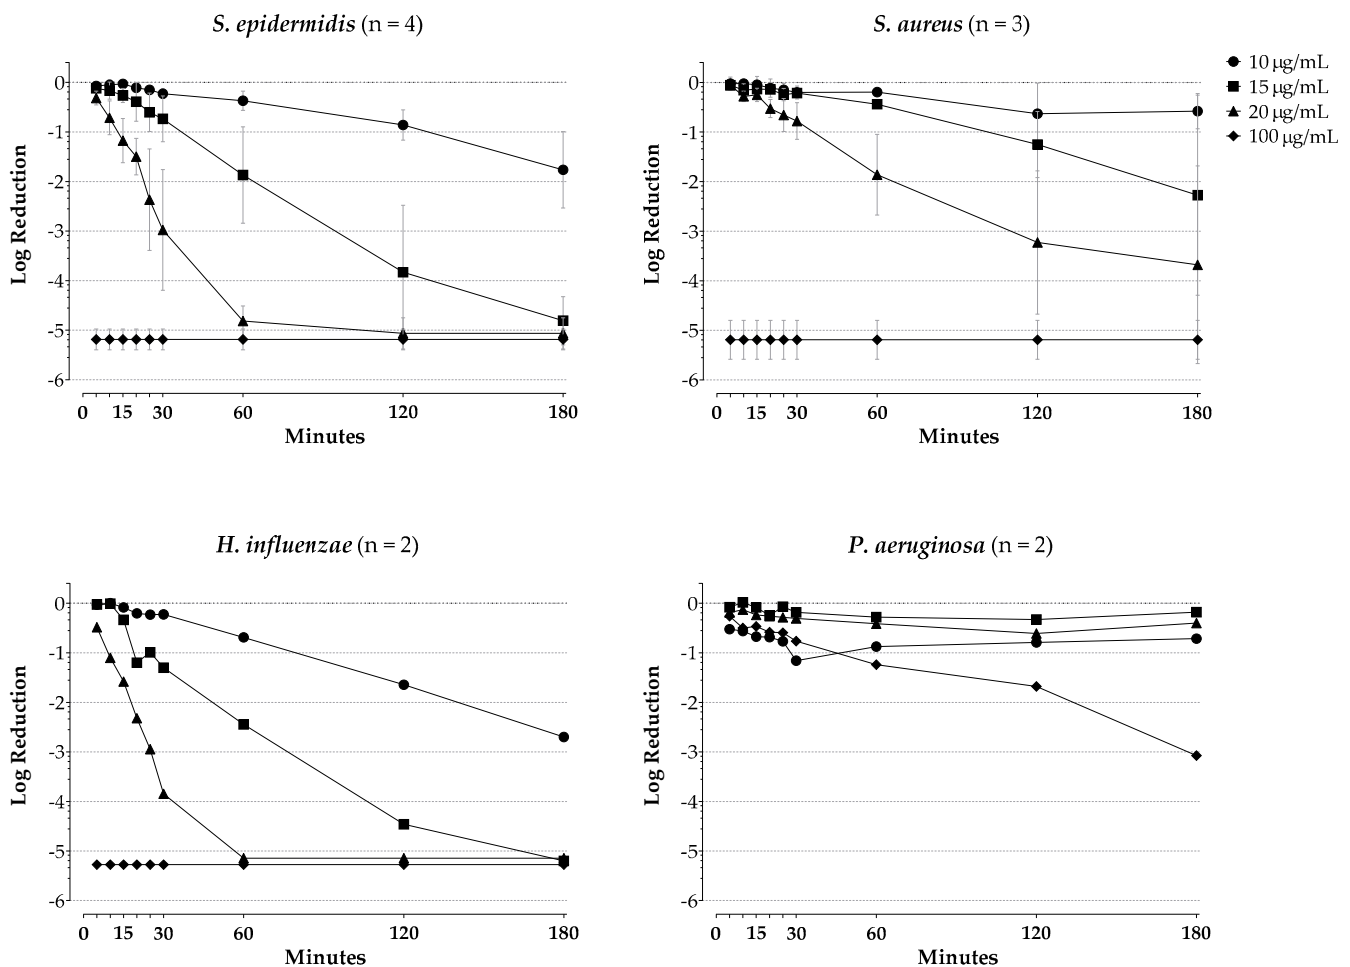 S. epidermidis (n = 4)
Log Reduction
0
-1
-2
-3
-4
-5
-6
0 15 30 60 120 180
Minutes
S. aureus (n = 3)
Log Reduction
0
-1
-2
-3
-4
-5
-6
0 15 30 60 120 180
Minutes
10 µg/mL
15 µg/mL
20 µg/mL
100 µg/mL
H. influenzae (n = 2)
Log Reduction
0
-1
-2
-3
-4
-5
-6
0 15 30 60 120 180
Minutes
P. aeruginosa (n = 2)
Log Reduction
0
-1
-2
-3
-4
-5
-6
0 15 30 60 120 180
Minutes